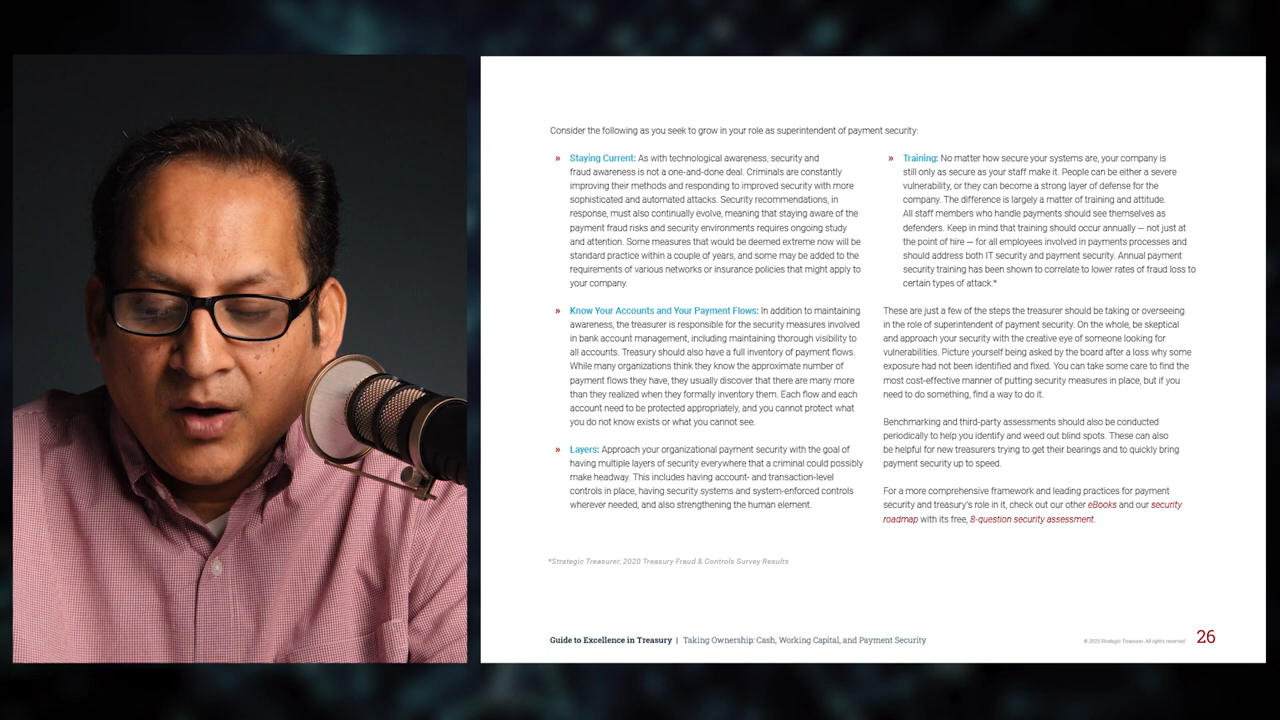 Consider the following as you seek to grow in your role as superintendent of payment security:
» Staying Current: As with technological awareness, security and
fraud awareness is not a one-and-done deal. Criminals are constantly
improving their methods and responding to improved security with more
sophisticated and automated attacks. Security recommendations, in
response, must also continually evolve, meaning that staying aware of the
payment fraud risks and security environments requires ongoing study
and attention. Some measures that would be deemed extreme now will be
standard practice within a couple of years, and some may be added to the
requirements of various networks or insurance policies that might apply to
your company.
» Know Your Accounts and Your Payment Flows: In addition to maintaining
awareness, the treasurer is responsible for the security measures involved
in bank account management, including maintaining thorough visibility to
all accounts. Treasury should also have a full inventory of payment flows.
While many organizations think they know the approximate number of
payment flows they have, they usually discover that there are many more
than they realized when they formally inventory them. Each flow and each
account need to be protected appropriately, and you cannot protect what
you do not know exists or what you cannot see.
» Layers: Approach your organizational payment security with the goal of
having multiple layers of security everywhere that a criminal could possibly
make headway. This includes having account- and transaction-level
controls in place, having security systems and system-enforced controls
wherever needed, and also strengthening the human element.
» Training: No matter how secure your systems are, your company is
still only as secure as your staff make it. People can be either a severe
vulnerability, or they can become a strong layer of defense for the
company. The difference is largely a matter of training and attitude.
All staff members who handle payments should see themselves as
defenders. Keep in mind that training should occur annually — not just at
the point of hire — for all employees involved in payments processes and
should address both IT security and payment security. Annual payment
security training has been shown to correlate to lower rates of fraud loss to
certain types of attack.*
These are just a few of the steps the treasurer should be taking or overseeing
in the role of superintendent of payment security. On the whole, be skeptical
and approach your security with the creative eye of someone looking for
vulnerabilities. Picture yourself being asked by the board after a loss why some
exposure had not been identified and fixed. You can take some care to find the
most cost-effective manner of putting security measures in place, but if you
need to do something, find a way to do it.
Benchmarking and third-party assessments should also be conducted
periodically to help you identify and weed out blind spots. These can also
be helpful for new treasurers trying to get their bearings and to quickly bring
payment security up to speed.
For a more comprehensive framework and leading practices for payment
security and treasury's role in it, check out our other eBooks and our security
roadmap with its free, 8-question security assessment.
*Strategic Treasurer, 2020 Treasury Fraud & Controls Survey Results
Guide to Excellence in Treasury | Taking Ownership: Cash, Working Capital, and Payment Security
© 2023 Strategic Treasurer. All rights reserved. 26